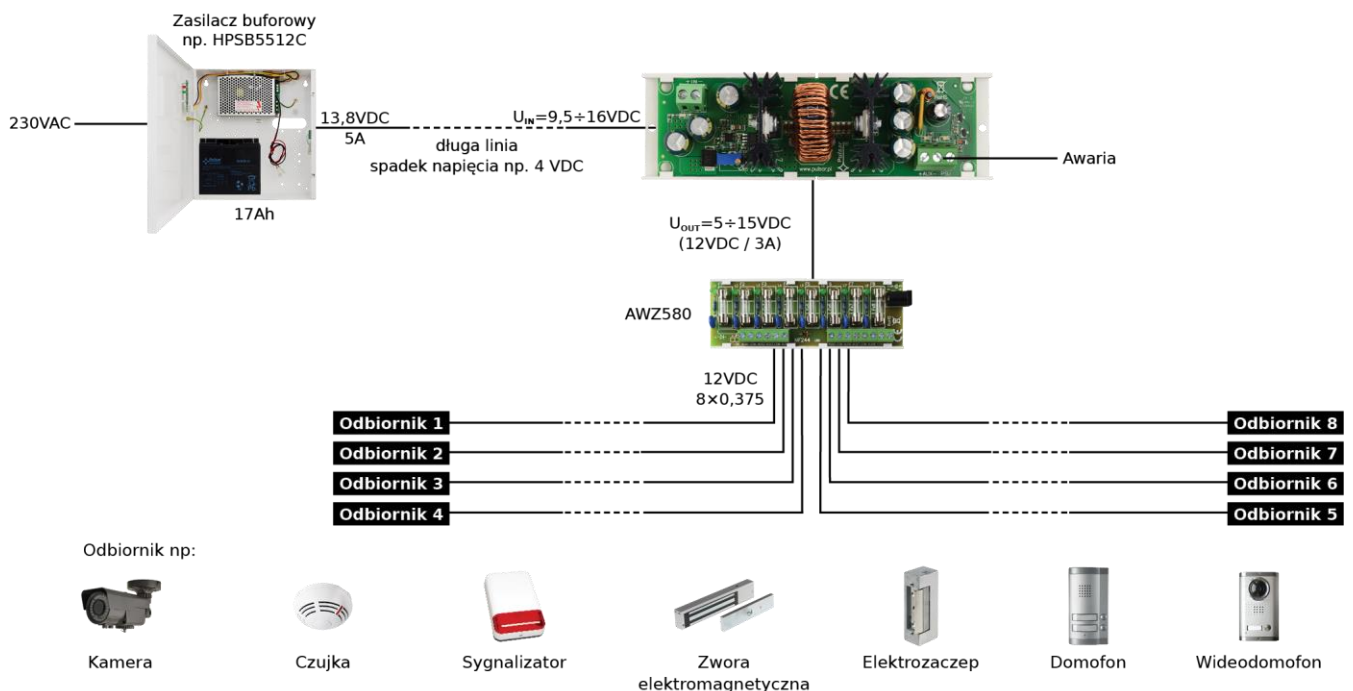 Zasilacz buforowy
np. HPSB5512C
230VAC
13,8VDC
5A
długa linia
spadek napięcia np. 4 VDC
UIN=9,5÷16VDC
17Ah
www.pulsar.pl
Awaria
UOUT=5÷15VDC
(12VDC / 3A)
AWZ580
12VDC
8×0,375
Odbiornik 1
Odbiornik 2
Odbiornik 3
Odbiornik 4
Odbiornik 8
Odbiornik 7
Odbiornik 6
Odbiornik 5
Odbiornik np:
Kamera
Czujka
Sygnalizator
Zwora
elektromagnetyczna
Elektrozaczep
Domofon
Wideodomofon